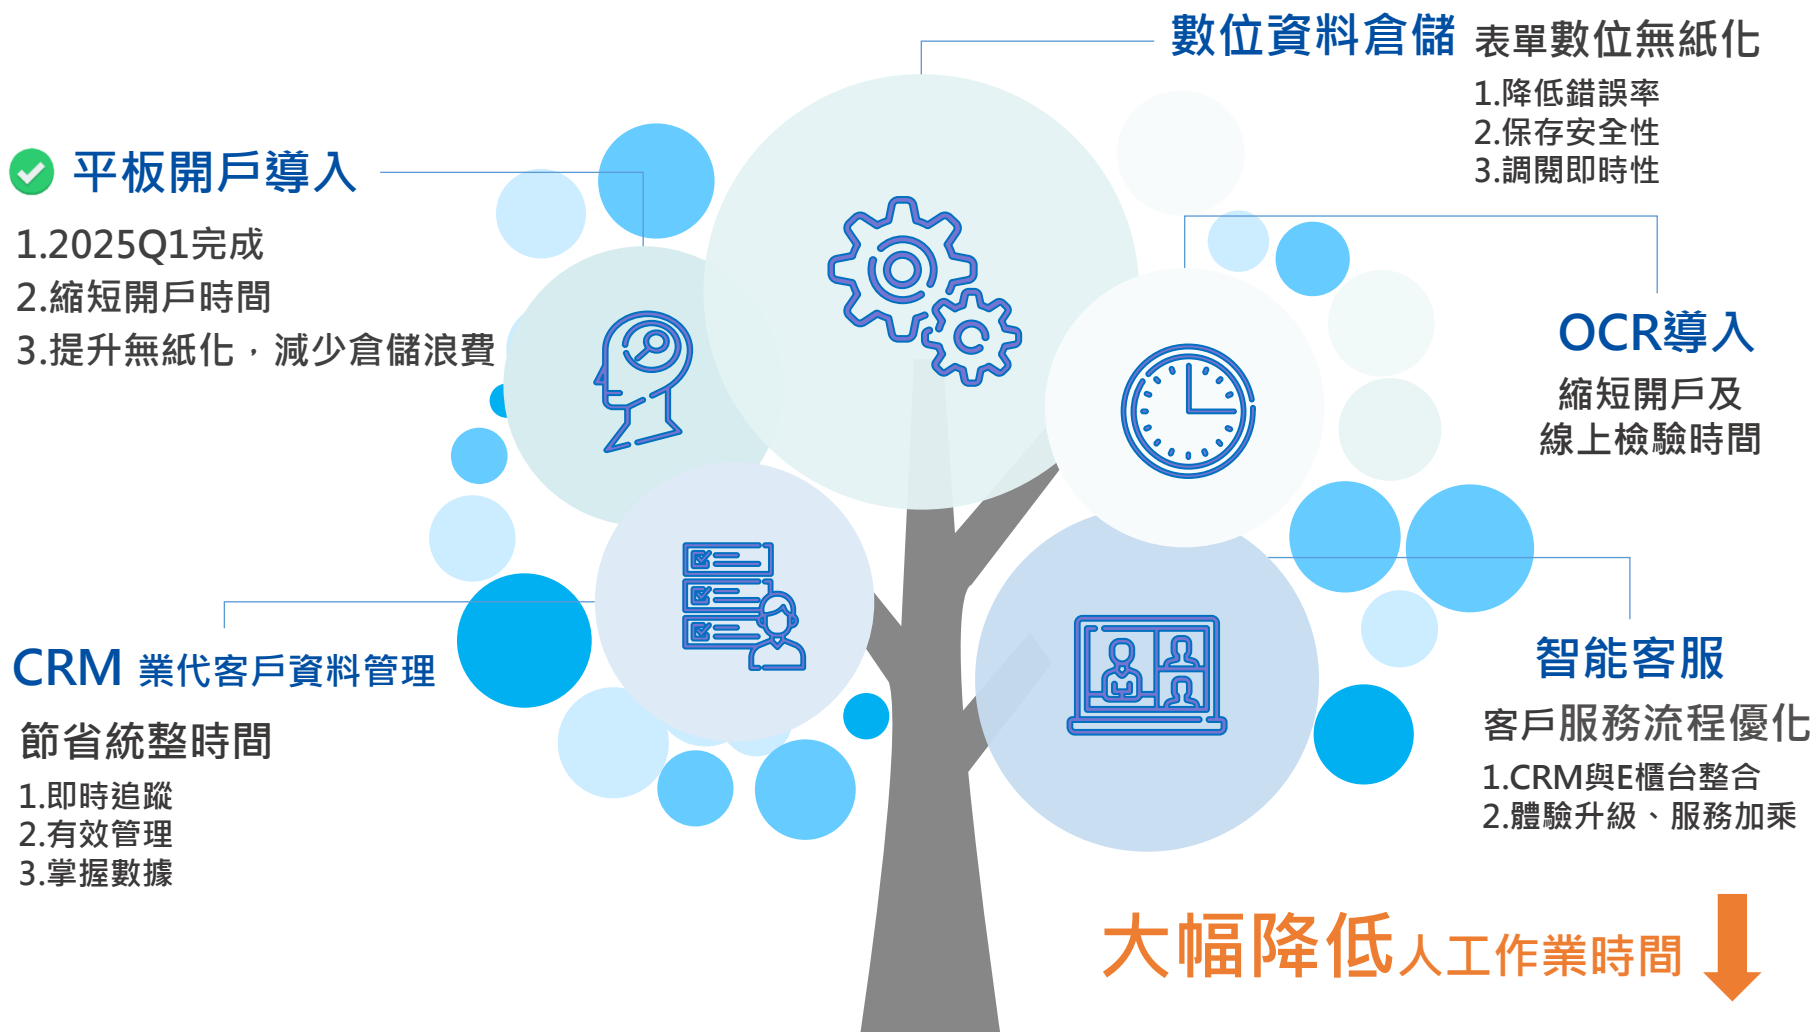 數位資料倉儲 表單數位無紙化
1.降低錯誤率
2.保存安全性
3.調閱即時性
平板開戶導入
1.2025Q1完成
2.縮短開戶時間
3.提升無紙化，減少倉儲浪費
OCR導入
縮短開戶及
線上檢驗時間
CRM 業代客戶資料管理
節省統整時間
1.即時追蹤
2.有效管理
3.掌握數據
智能客服
客戶服務流程優化
1.CRM與E櫃台整合
2.體驗升級、服務加乘
大幅降低人工作業時間